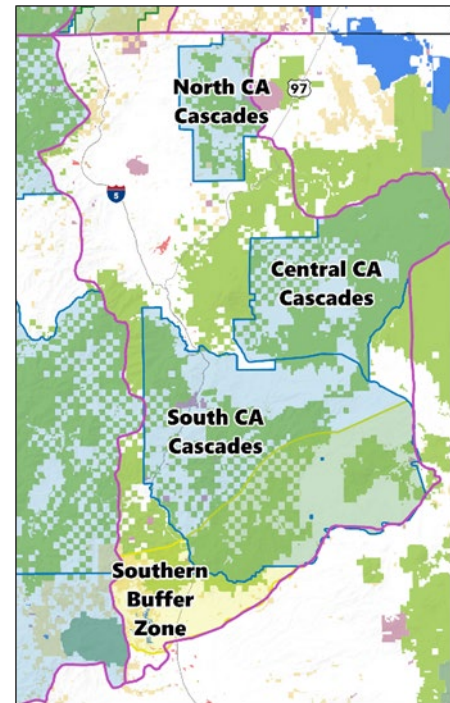 North CA
Cascades
97
5
Central CA
Cascades
South CA
Cascades
Southern
Buffer
Zone